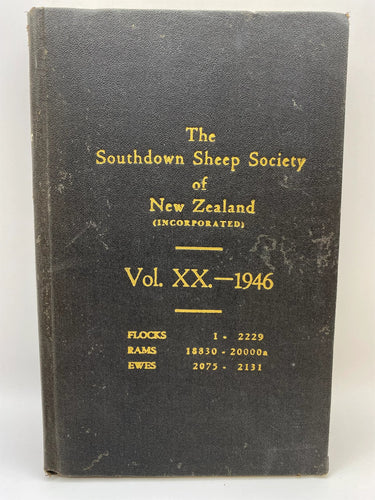 The
Southdown Sheep Society
of
New Zealand
(INCORPORATED)
Vol. XX.—1946
FLOCKS 1 - 2229
RAMS 18830 - 20000a
EWES 2075 - 2131